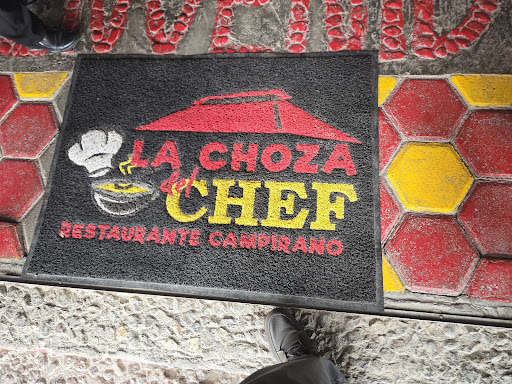 LA CHOZA
del
CHEF
RESTAURANTE CAMPIRANO